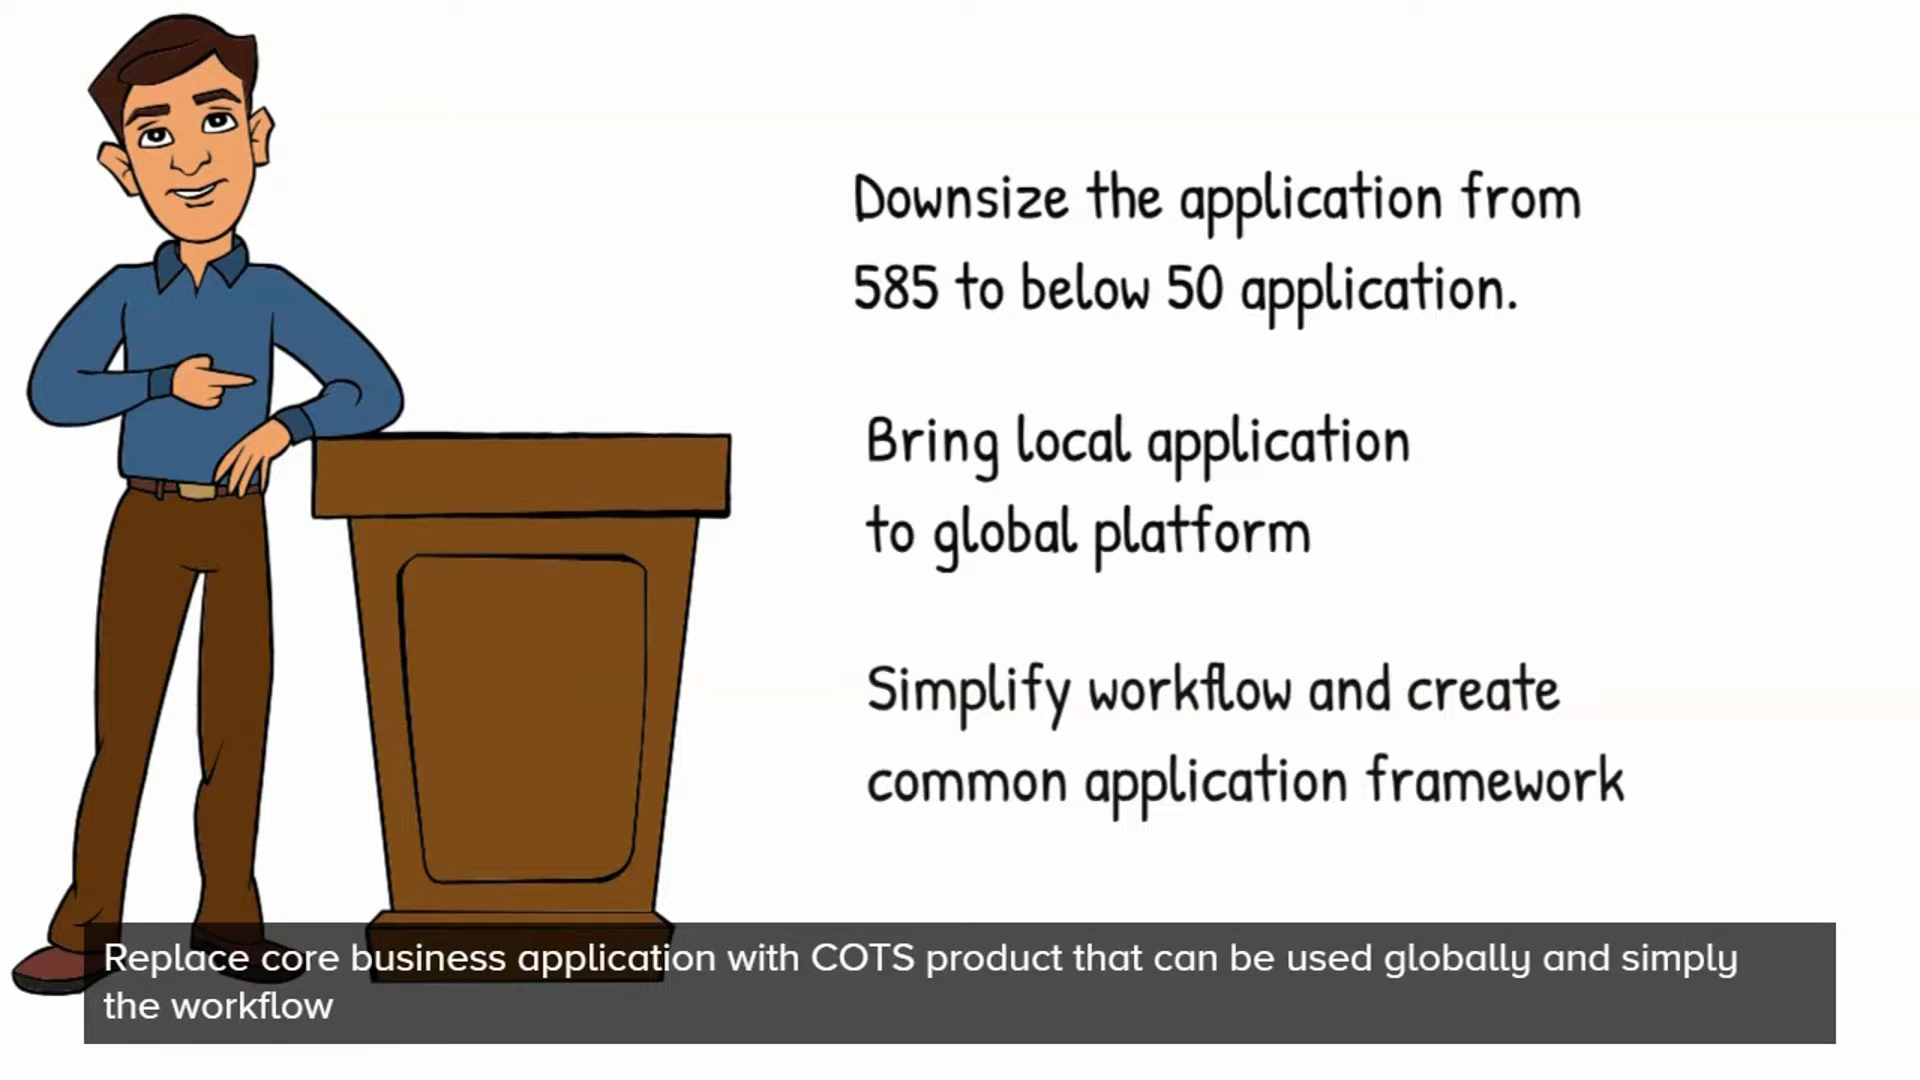 Downsize the application from
585 to below 50 application.
Bring local application
to global platform
Simplify workflow and create
common application framework
Replace core business application with COTS product that can be used globally and simply
the workflow